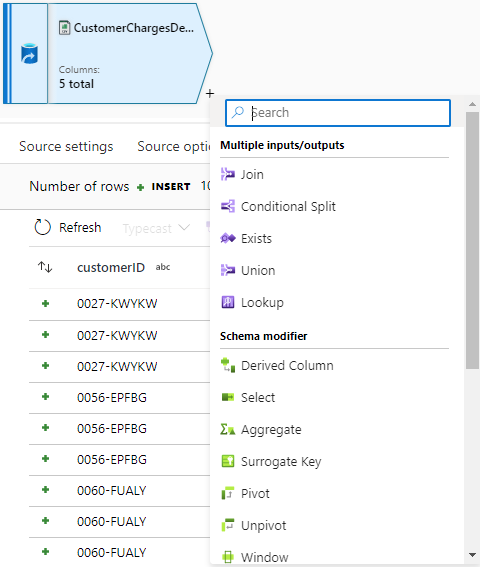 CustomerChargesDe...
Columns:
5 total
+
Search
Multiple inputs/outputs
Join
Conditional Split
Exists
Union
Lookup
Schema modifier
Derived Column
Select
Aggregate
Surrogate Key
Pivot
Unpivot
Window
Source settings
Source optio
Number of rows + INSERT 10
Refresh
Typecast
customerID abc
+ 0027-KWYKW
+ 0027-KWYKW
+ 0027-KWYKW
+ 0056-EPFBG
+ 0056-EPFBG
+ 0056-EPFBG
+ 0060-FUALY
+ 0060-FUALY
+ 0060-FUALY